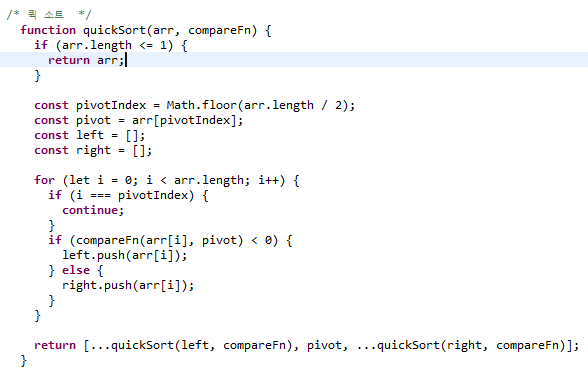 /* 퀵 소트  */
function quickSort(arr, compareFn) {
if (arr.length <= 1) {
return arr;
}
const pivotIndex = Math.floor(arr.length / 2);
const pivot = arr[pivotIndex];
const left = [];
const right = [];
for (let i = 0; i < arr.length; i++) {
if (i === pivotIndex) {
continue;
}
if (compareFn(arr[i], pivot) < 0) {
left.push(arr[i]);
} else {
right.push(arr[i]);
}
}
return [...quickSort(left, compareFn), pivot, ...quickSort(right, compareFn)];
}